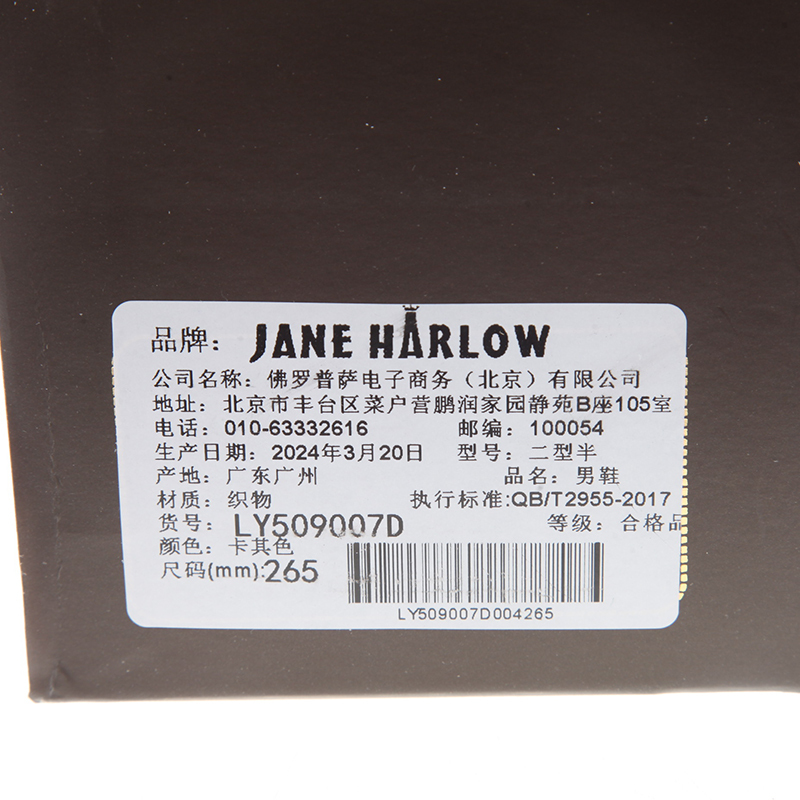 品牌： JANE HARLOW
公司名称：佛罗普萨电子商务（北京）有限公司
地址：北京市丰台区菜户营鹏润家园静苑B座105室
电话：010-63332616 邮编：100054
生产日期：2024年3月20日 型号：二型半
产地：广东广州 品名：男鞋
材质：织物 执行标准:QB/T2955-2017
货号：LY509007D 等级：合格品
颜色：卡其色
尺码(mm):265
LY509007D004265